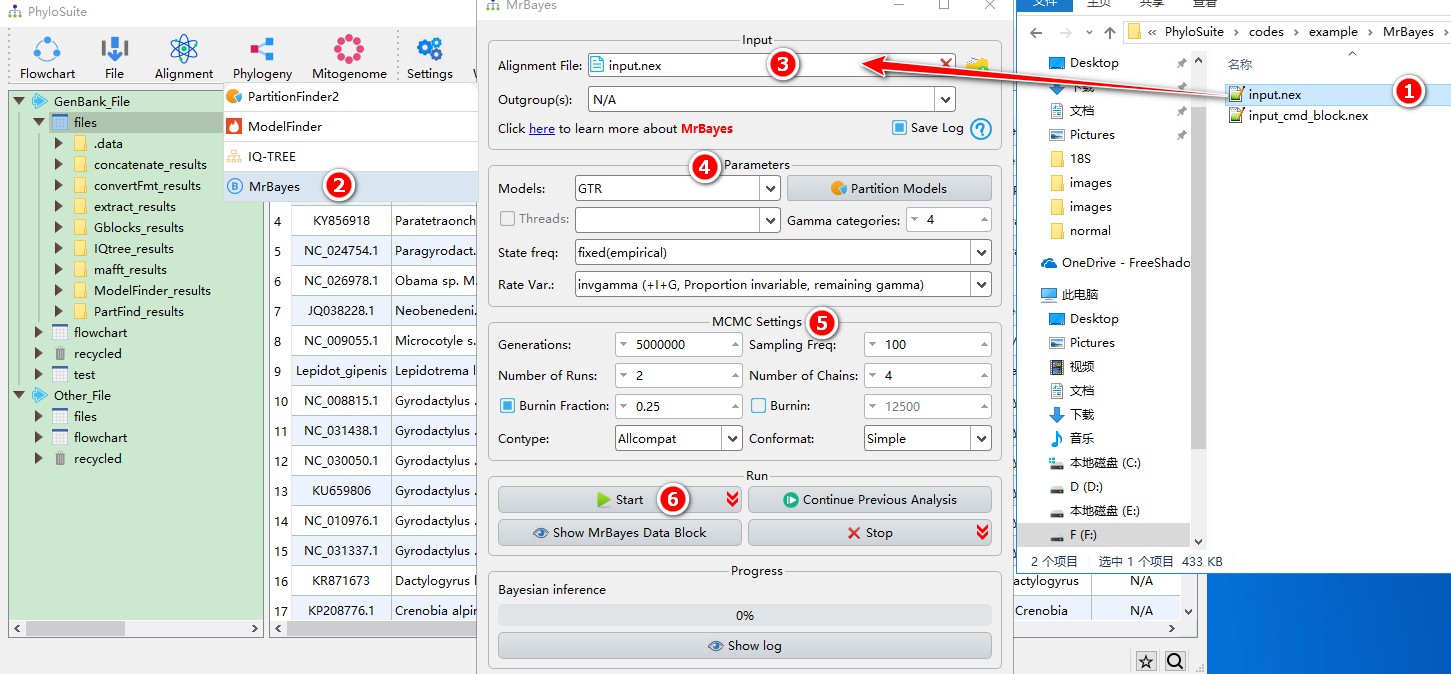 PhyloSuite
Flowchart
File
Alignment
Phylogeny
Mitogenome
Settings
GenBank_File
files
.data
concatenate_results
convertFmt_results
extract_results
Gblocks_results
IQtree_results
mafft_results
ModelFinder_results
PartFind_results
flowchart
recycled
test
Other_File
files
flowchart
recycled
PartitionFinder2
ModelFinder
IQ-TREE
MrBayes
2
4 KY856918 Paratetraonch
5 NC_024754.1 Paragyrodact.
6 NC_026978.1 Obama sp. M.
7 JQ038228.1 Neobenedeni.
8 NC_009055.1 Microcotyle s.
9 Lepidot_gipenis Lepidotrema l
10 NC_008815.1 Gyrodactylus .
11 NC_031438.1 Gyrodactylus .
12 NC_030050.1 Gyrodactylus .
13 KU659806 Gyrodactylus .
14 NC_010976.1 Gyrodactylus .
15 NC_031337.1 Gyrodactylus .
16 KR871673 Dactylogyrus l
17 KP208776.1 Crenobia alpir
MrBayes
Input
Alignment File: input.nex
3
Outgroup(s): N/A
Click here to learn more about MrBayes
Save Log
?
4
Parameters
Models: GTR
Partition Models
Threads:
Gamma categories: 4
State freq: fixed(empirical)
Rate Var.: invgamma (+I+G, Proportion invariable, remaining gamma)
MCMC Settings
5
Generations: 5000000
Sampling Freq: 100
Number of Runs: 2
Number of Chains: 4
Burnin Fraction: 0.25
Burnin: 12500
Contype: Allcompat
Conformat: Simple
Run
Start
6
Continue Previous Analysis
Show MrBayes Data Block
Stop
Progress
Bayesian inference
0%
Show log
文件 主页 共享 查看
« PhyloSuite › codes › example › MrBayes ›
Desktop
下载
文档
Pictures
18S
images
images
normal
OneDrive - FreeShado
此电脑
Desktop
Pictures
视频
文档
下载
音乐
本地磁盘 (C:)
D (D:)
本地磁盘 (E:)
F (F:)
名称
input.nex
1
input_cmd_block.nex
2 个项目 选中 1 个项目 433 KB
actylogyrus N/A
Crenobia N/A